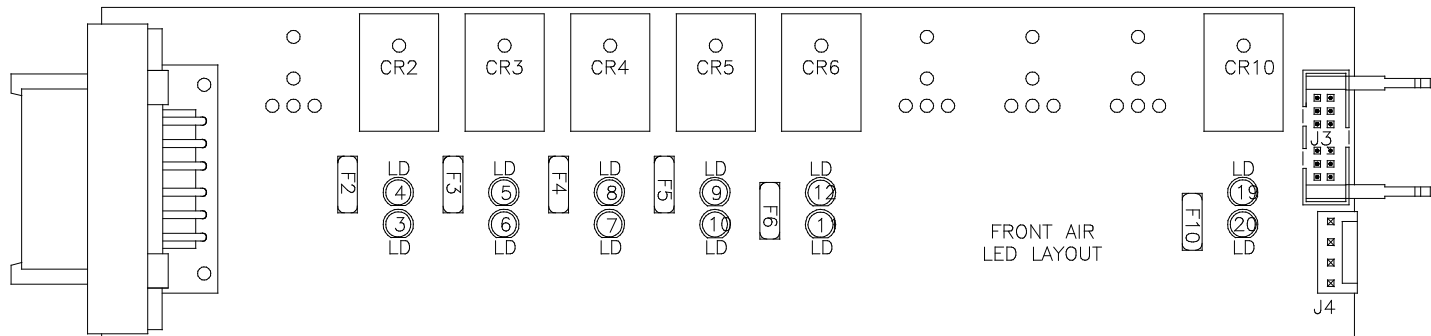 CR2 CR3 CR4 CR5 CR6 CR10
J3
LD LD LD LD LD LD
F2 F3 F4 F5 F6 F10
4 5 8 9 12 19
3 6 7 10 11 20
LD LD LD LD LD LD
FRONT AIR
LED LAYOUT
J4